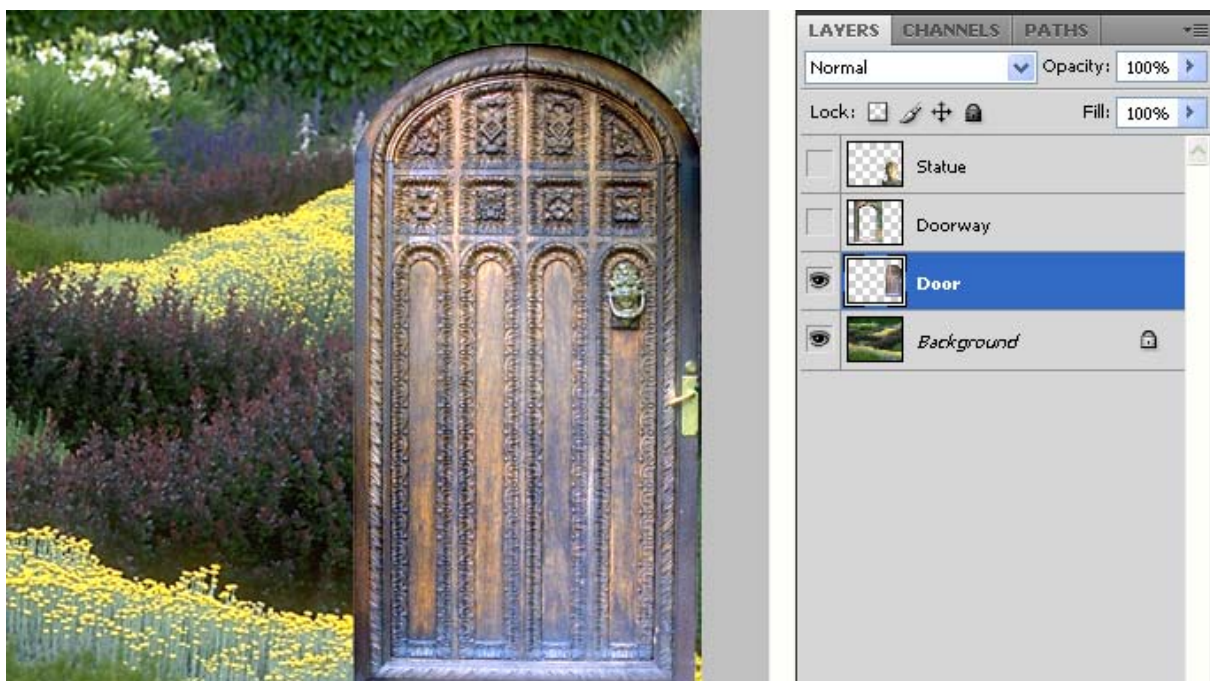 LAYERS CHANNELS PATHS
Normal Opacity: 100%
Lock: Fill: 100%
Statue
Doorway
Door
Background